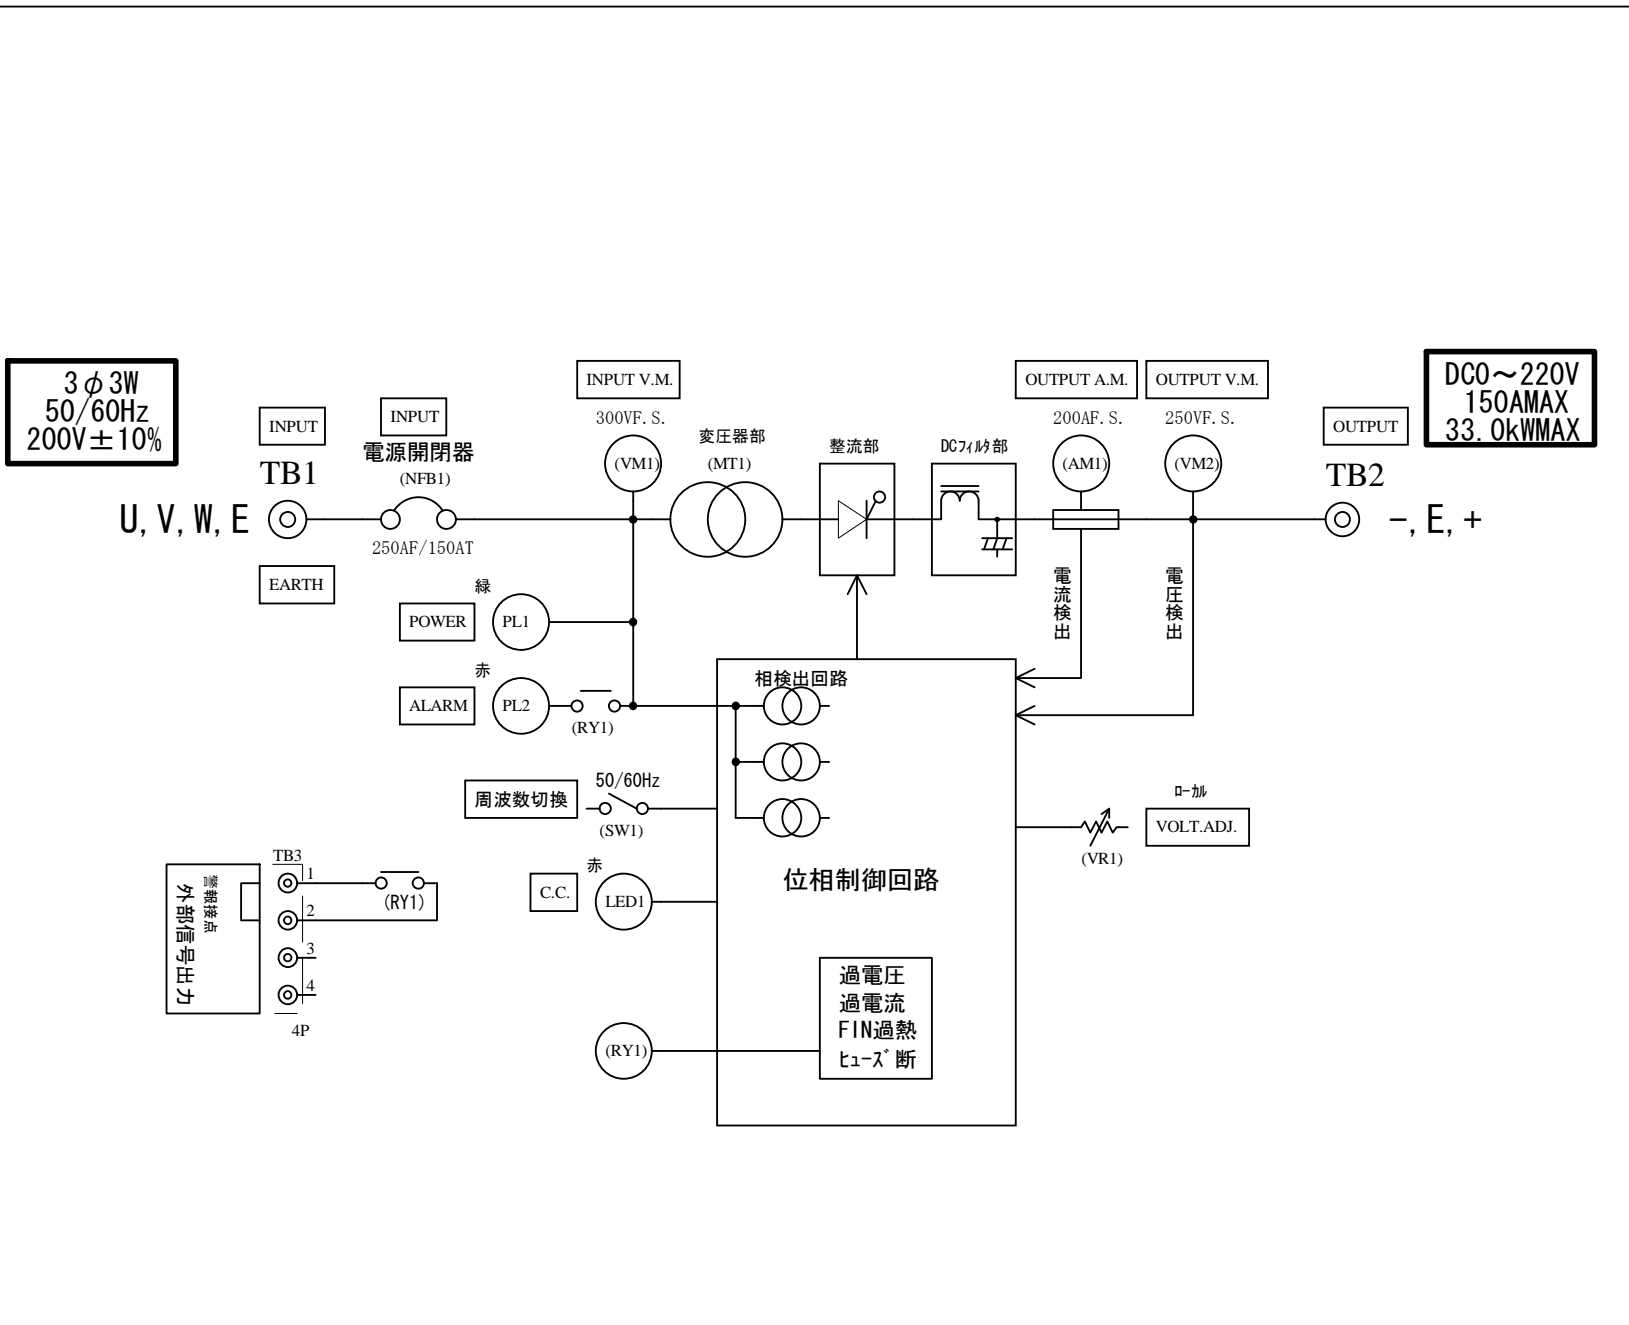 3φ3W
50/60Hz
200V±10%
INPUT
TB1
U, V, W, E
EARTH
INPUT
電源開閉器
(NFB1)
250AF/150AT
INPUT V.M.
300VF.S.
(VM1)
変圧器部
(MT1)
整流部
DCフィルタ部
OUTPUT A.M.
200AF.S.
(AM1)
OUTPUT V.M.
250VF.S.
(VM2)
OUTPUT
TB2
−, E, +
DC0～220V
150AMAX
33.0kWMAX
電流検出
電圧検出
緑
POWER
PL1
赤
ALARM
PL2
(RY1)
相検出回路
周波数切換
50/60Hz
(SW1)
ローカル
VOLT.ADJ.
(VR1)
位相制御回路
赤
C.C.
LED1
TB3
1
2
3
4
4P
(RY1)
警報接点
外部信号出力
過電圧
過電流
FIN過熱
ヒューズ断
(RY1)